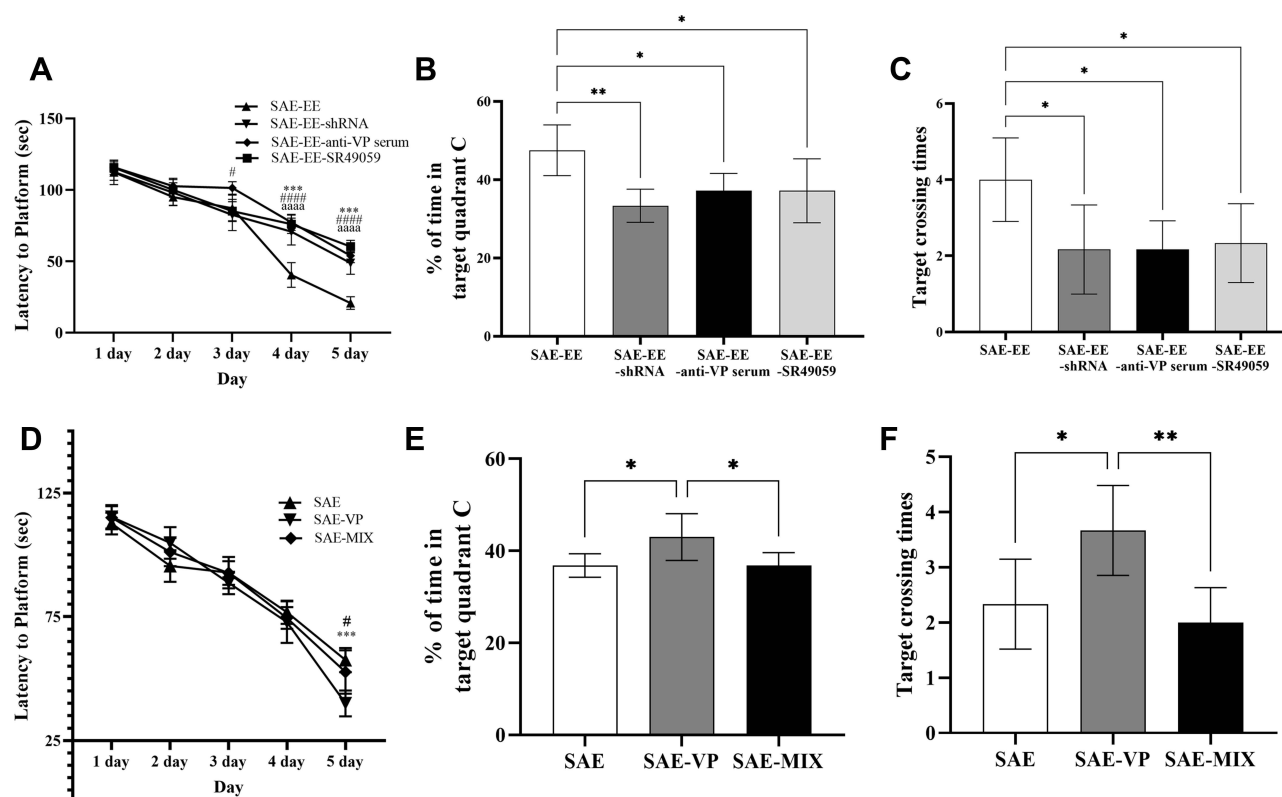 A
Latency to Platform (sec)
150
100
50
0
SAE-EE
SAE-EE-shRNA
SAE-EE-anti-VP serum
SAE-EE-SR49059
#
***
####
aaaa
***
####
aaaa
1 day 2 day 3 day 4 day 5 day
Day
B
% of time in
target quadrant C
60
40
20
0
*
*
**
SAE-EE SAE-EE SAE-EE SAE-EE
-shRNA -anti-VP serum -SR49059
C
Target crossing times
6
4
2
0
*
*
*
SAE-EE SAE-EE SAE-EE SAE-EE
-shRNA -anti-VP serum -SR49059
D
Latency to Platform (sec)
125
75
25
SAE
SAE-VP
SAE-MIX
#
***
1 day 2 day 3 day 4 day 5 day
Day
E
% of time in
target quadrant C
60
40
20
0
* *
SAE SAE-VP SAE-MIX
F
Target crossing times
5
4
3
2
1
0
* **
SAE SAE-VP SAE-MIX